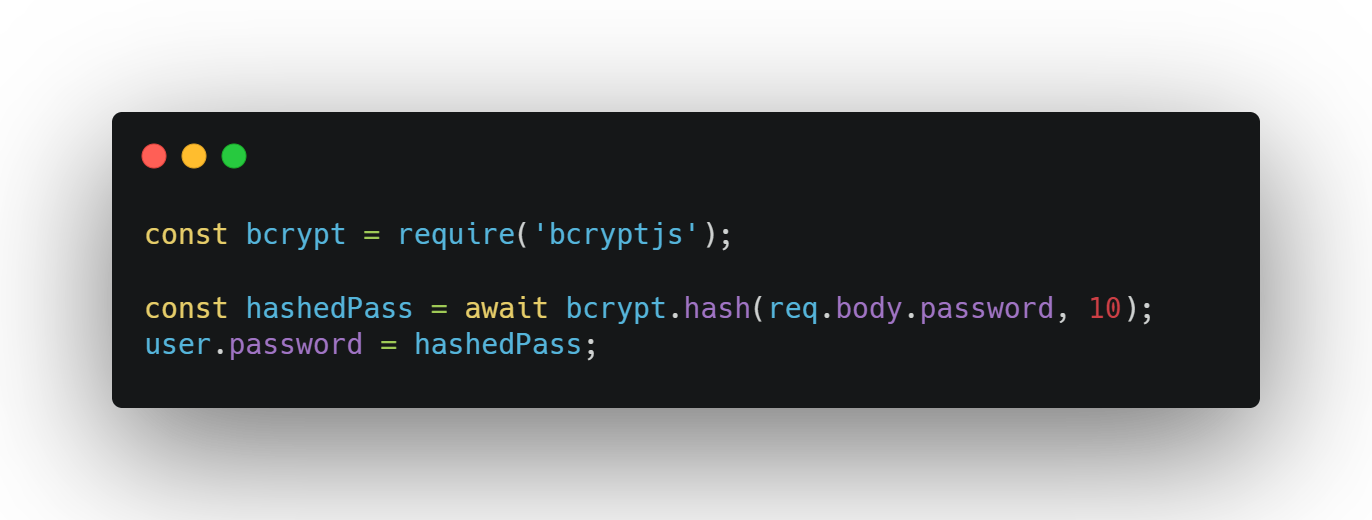 const bcrypt = require('bcryptjs');
const hashedPass = await bcrypt.hash(req.body.password, 10);
user.password = hashedPass;